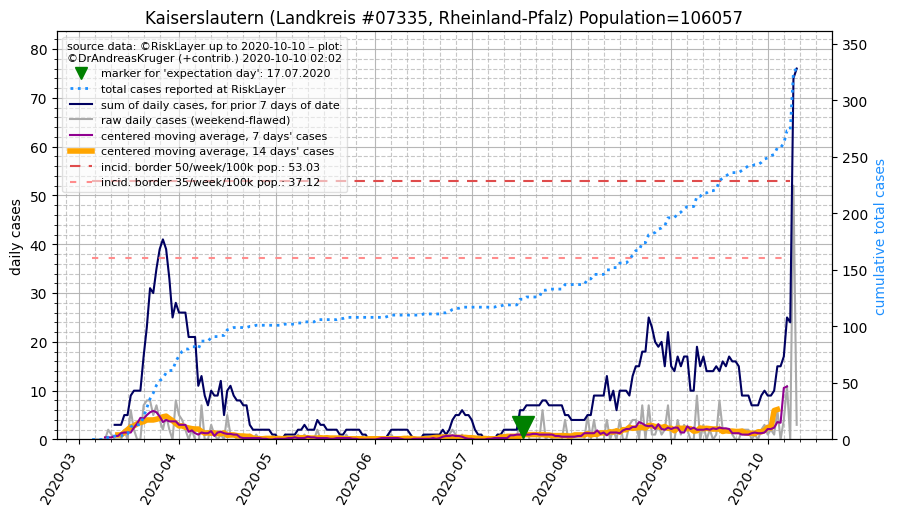 Kaiserslautern (Landkreis #07335, Rheinland-Pfalz) Population=106057
source data: ©RiskLayer up to 2020-10-10 – plot:
©DrAndreasKruger (+contrib.) 2020-10-10 02:02
marker for 'expectation day': 17.07.2020
total cases reported at RiskLayer
sum of daily cases, for prior 7 days of date
raw daily cases (weekend-flawed)
centered moving average, 7 days' cases
centered moving average, 14 days' cases
incid. border 50/week/100k pop.: 53.03
incid. border 35/week/100k pop.: 37.12
daily cases
80
70
60
50
40
30
20
10
0
cumulative total cases
350
300
250
200
150
100
50
0
2020-03
2020-04
2020-05
2020-06
2020-07
2020-08
2020-09
2020-10